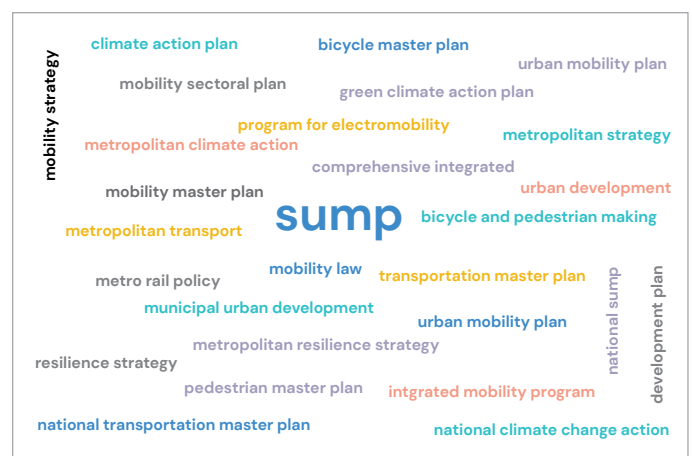 climate action plan
bicycle master plan
urban mobility plan
mobility strategy
mobility sectoral plan
green climate action plan
program for electromobility
metropolitan strategy
metropolitan climate action
comprehensive integrated
mobility master plan
urban development
sump
bicycle and pedestrian making
metropolitan transport
mobility law
transportation master plan
metro rail policy
national sump
development plan
municipal urban development
urban mobility plan
metropolitan resilience strategy
resilience strategy
pedestrian master plan
intgrated mobility program
national transportation master plan
national climate change action